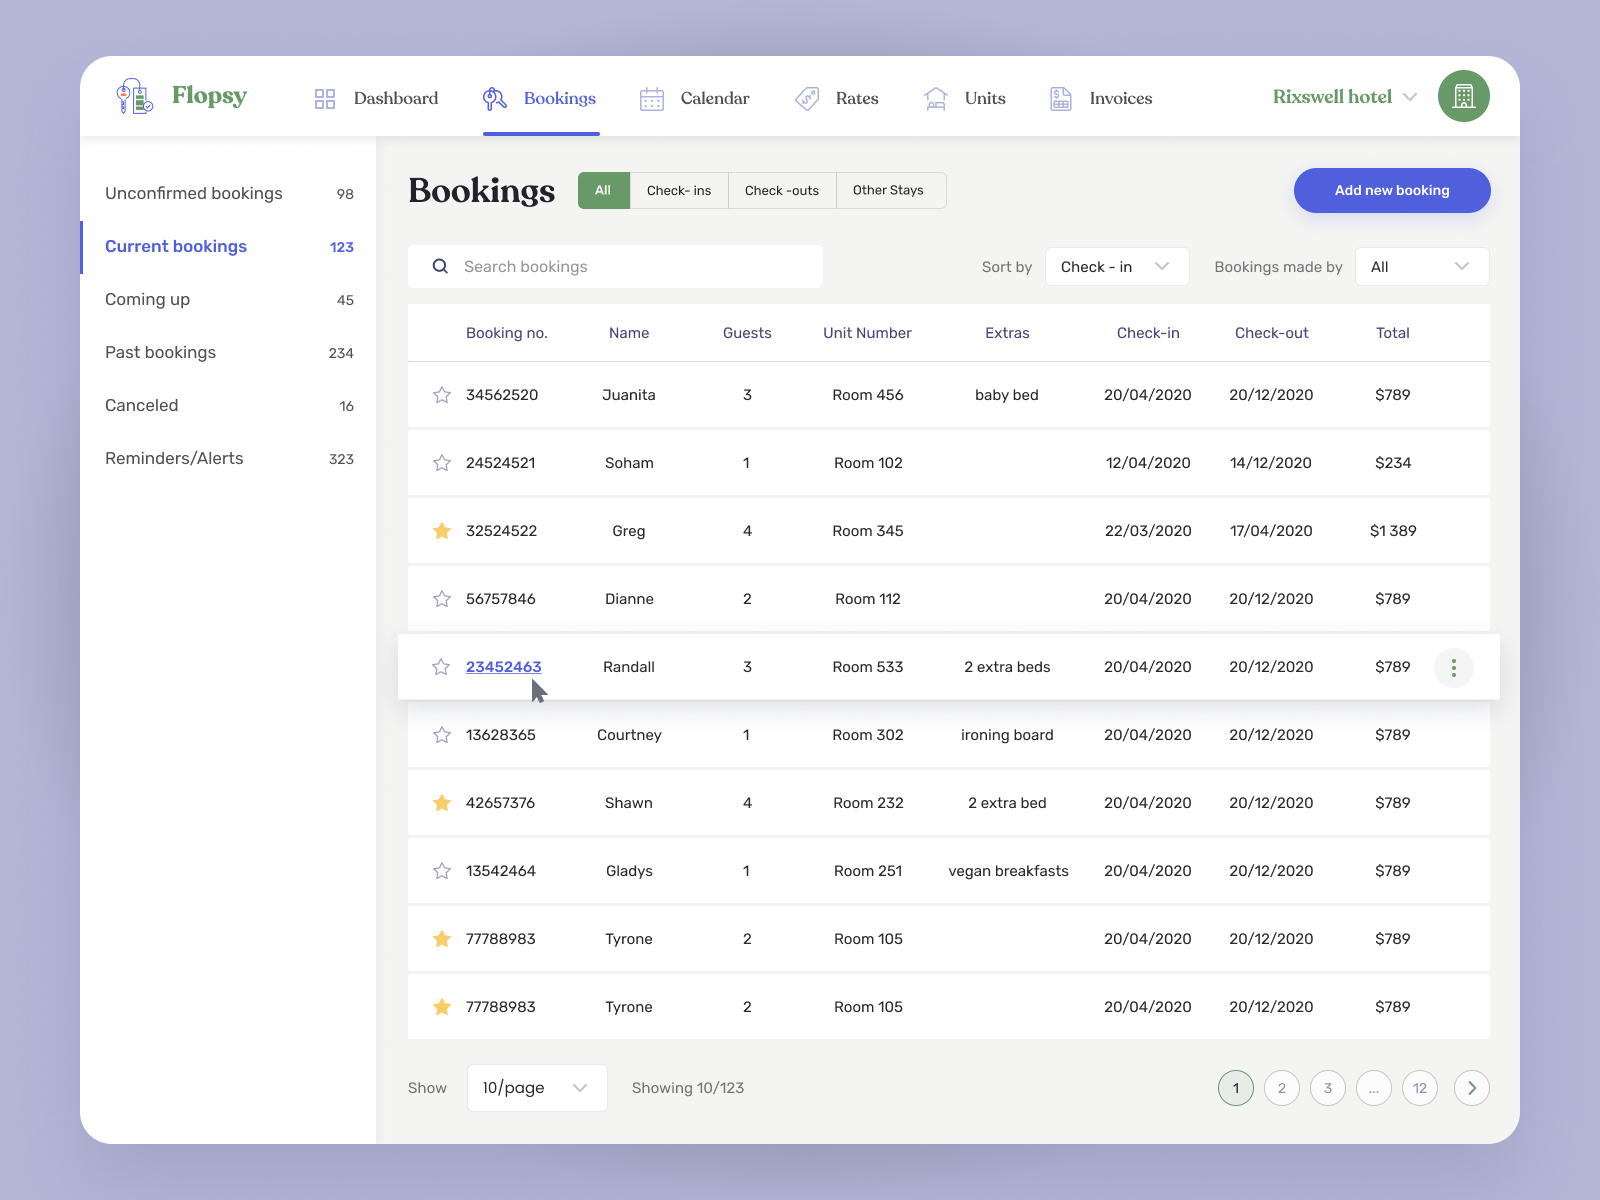 Flopsy
Dashboard
Bookings
Calendar
Rates
Units
Invoices
Rixswell hotel
Unconfirmed bookings 98
Current bookings 123
Coming up 45
Past bookings 234
Canceled 16
Reminders/Alerts 323
Bookings
All
Check- ins
Check -outs
Other Stays
Add new booking
Search bookings
Sort by
Check - in
Bookings made by
All
Booking no. Name Guests Unit Number Extras Check-in Check-out Total
34562520 Juanita 3 Room 456 baby bed 20/04/2020 20/12/2020 $789
24524521 Soham 1 Room 102 12/04/2020 14/12/2020 $234
32524522 Greg 4 Room 345 22/03/2020 17/04/2020 $1 389
56757846 Dianne 2 Room 112 20/04/2020 20/12/2020 $789
23452463 Randall 3 Room 533 2 extra beds 20/04/2020 20/12/2020 $789
13628365 Courtney 1 Room 302 ironing board 20/04/2020 20/12/2020 $789
42657376 Shawn 4 Room 232 2 extra bed 20/04/2020 20/12/2020 $789
13542464 Gladys 1 Room 251 vegan breakfasts 20/04/2020 20/12/2020 $789
77788983 Tyrone 2 Room 105 20/04/2020 20/12/2020 $789
77788983 Tyrone 2 Room 105 20/04/2020 20/12/2020 $789
Show
10/page
Showing 10/123
1 2 3 ... 12